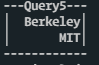 ---Query5---
|  Berkeley|
|       MIT|
------------